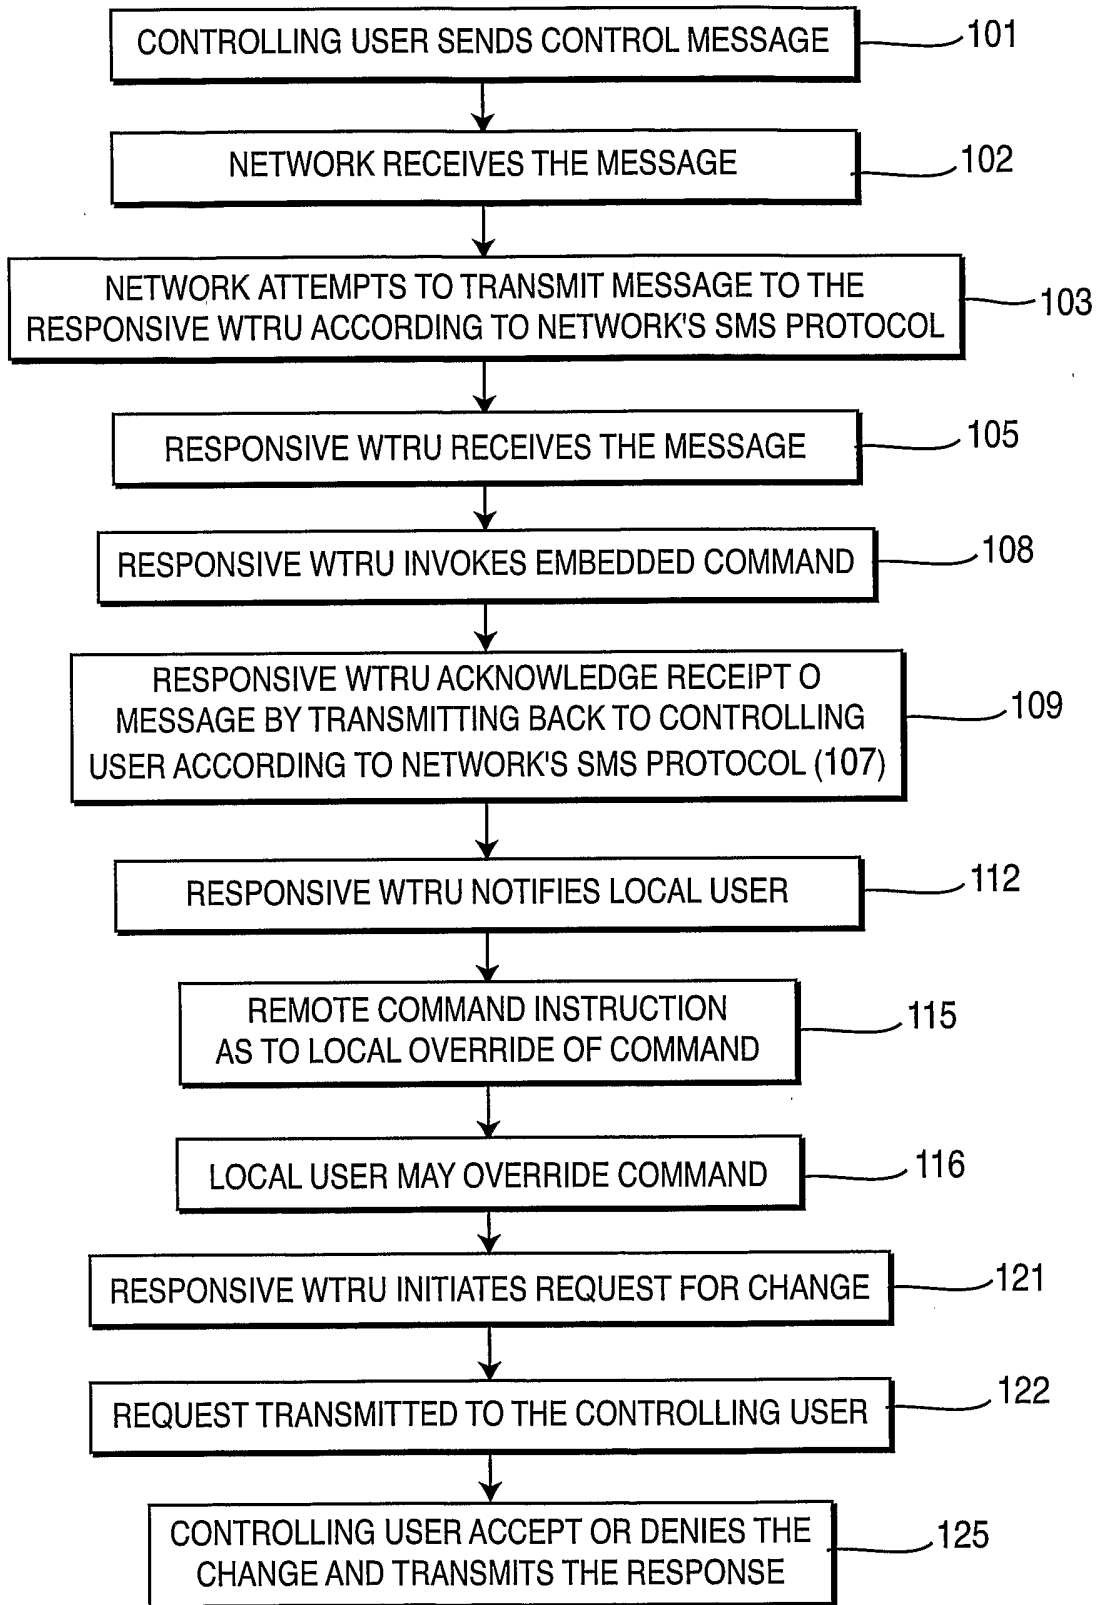 CONTROLLING USER SENDS CONTROL MESSAGE
101
NETWORK RECEIVES THE MESSAGE
102
NETWORK ATTEMPTS TO TRANSMIT MESSAGE TO THE
RESPONSIVE WTRU ACCORDING TO NETWORK'S SMS PROTOCOL
103
RESPONSIVE WTRU RECEIVES THE MESSAGE
105
RESPONSIVE WTRU INVOKES EMBEDDED COMMAND
108
RESPONSIVE WTRU ACKNOWLEDGE RECEIPT O
MESSAGE BY TRANSMITTING BACK TO CONTROLLING
USER ACCORDING TO NETWORK'S SMS PROTOCOL (107)
109
RESPONSIVE WTRU NOTIFIES LOCAL USER
112
REMOTE COMMAND INSTRUCTION
AS TO LOCAL OVERRIDE OF COMMAND
115
LOCAL USER MAY OVERRIDE COMMAND
116
RESPONSIVE WTRU INITIATES REQUEST FOR CHANGE
121
REQUEST TRANSMITTED TO THE CONTROLLING USER
122
CONTROLLING USER ACCEPT OR DENIES THE
CHANGE AND TRANSMITS THE RESPONSE
125